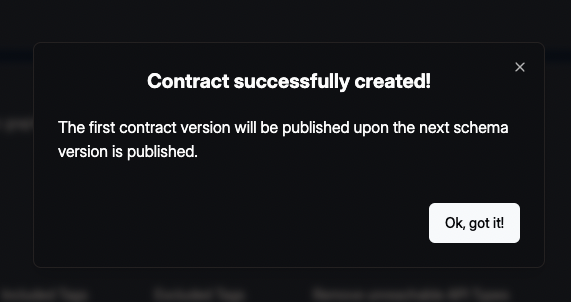 Contract successfully created!
The first contract version will be published upon the next schema
version is published.
Ok, got it!